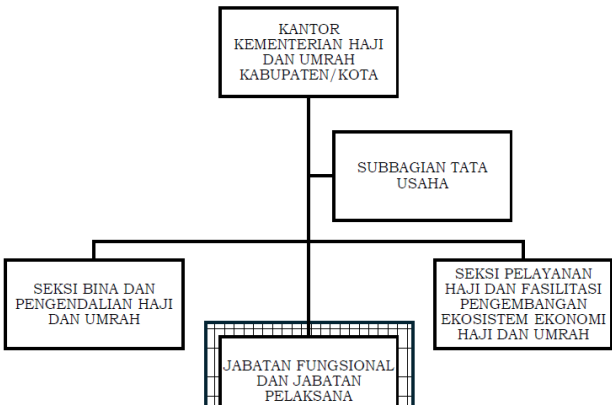 KANTOR
KEMENTERIAN HAJI
DAN UMRAH
KABUPATEN/KOTA
SUBBAGIAN TATA
USAHA
SEKSI BINA DAN
PENGENDALIAN HAJI
DAN UMRAH
SEKSI PELAYANAN
HAJI DAN FASILITASI
PENGEMBANGAN
EKOSISTEM EKONOMI
HAJI DAN UMRAH
JABATAN FUNGSIONAL
DAN JABATAN
PELAKSANA